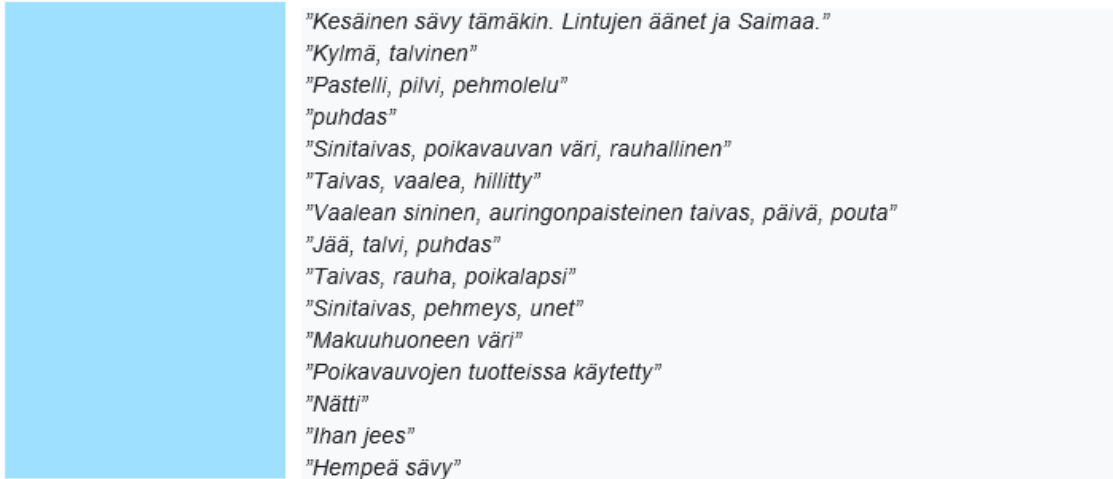 ”Kesäinen sävy tämäkin. Lintujen äänet ja Saimaa.”
”Kylmä, talvinen”
”Pastelli, pilvi, pehmolelu”
”puhdas”
”Sinitaivas, poikavauvan väri, rauhallinen”
”Taivas, vaalea, hillitty”
”Vaalean sininen, auringonpaisteinen taivas, päivä, pouta”
”Jää, talvi, puhdas”
”Taivas, rauha, poikalapsi”
”Sinitaivas, pehmeys, unet”
”Makuuhuoneen väri”
”Poikavauvojen tuotteissa käytetty”
”Nätti”
”Ihan jees”
”Hempeä sävy”